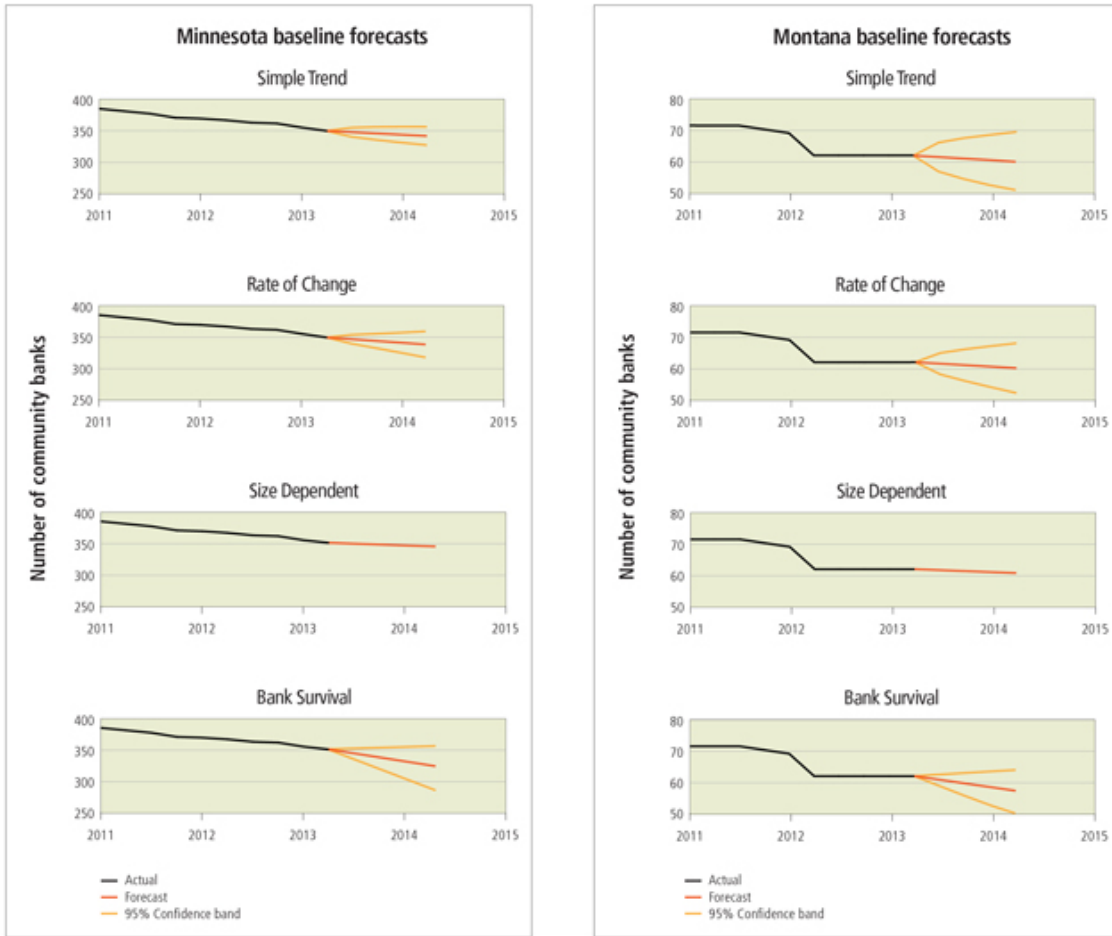 Minnesota baseline forecasts
Number of community banks
Simple Trend
400
350
300
250
2011 2012 2013 2014 2015
Rate of Change
400
350
300
250
2011 2012 2013 2014 2015
Size Dependent
400
350
300
250
2011 2012 2013 2014 2015
Bank Survival
400
350
300
250
2011 2012 2013 2014 2015
Actual
Forecast
95% Confidence band
Montana baseline forecasts
Number of community banks
Simple Trend
80
70
60
50
2011 2012 2013 2014 2015
Rate of Change
80
70
60
50
2011 2012 2013 2014 2015
Size Dependent
80
70
60
50
2011 2012 2013 2014 2015
Bank Survival
80
70
60
50
2011 2012 2013 2014 2015
Actual
Forecast
95% Confidence band